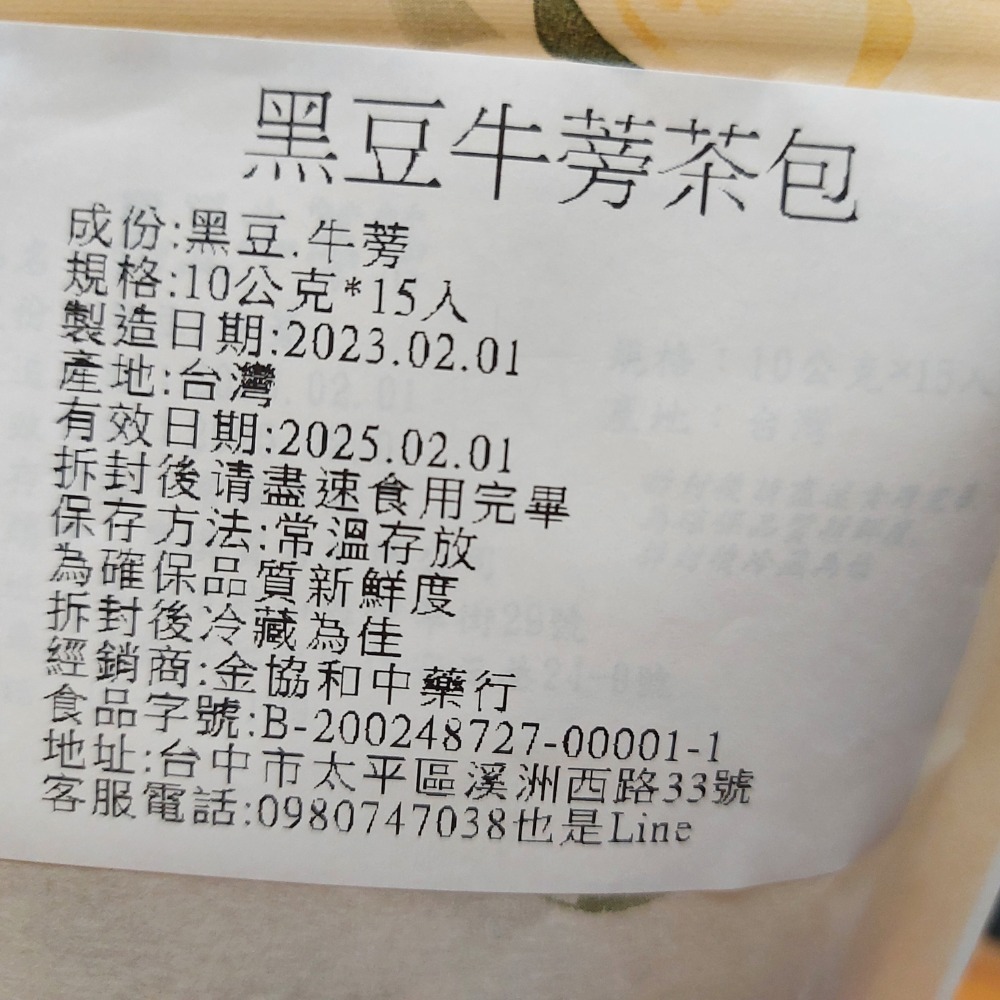 黑豆牛蒡茶包
成份:黑豆.牛蒡
規格:10公克*15入
製造日期:2023.02.01
產地:台灣
有效日期:2025.02.01
拆封後请盡速食用完畢
保存方法:常溫存放
為確保品質新鮮度
拆封後冷藏為佳
經銷商:金協和中藥行
食品字號:B-200248727-00001-1
地址:台中市太平區溪洲西路33號
客服電話:0980747038也是Line